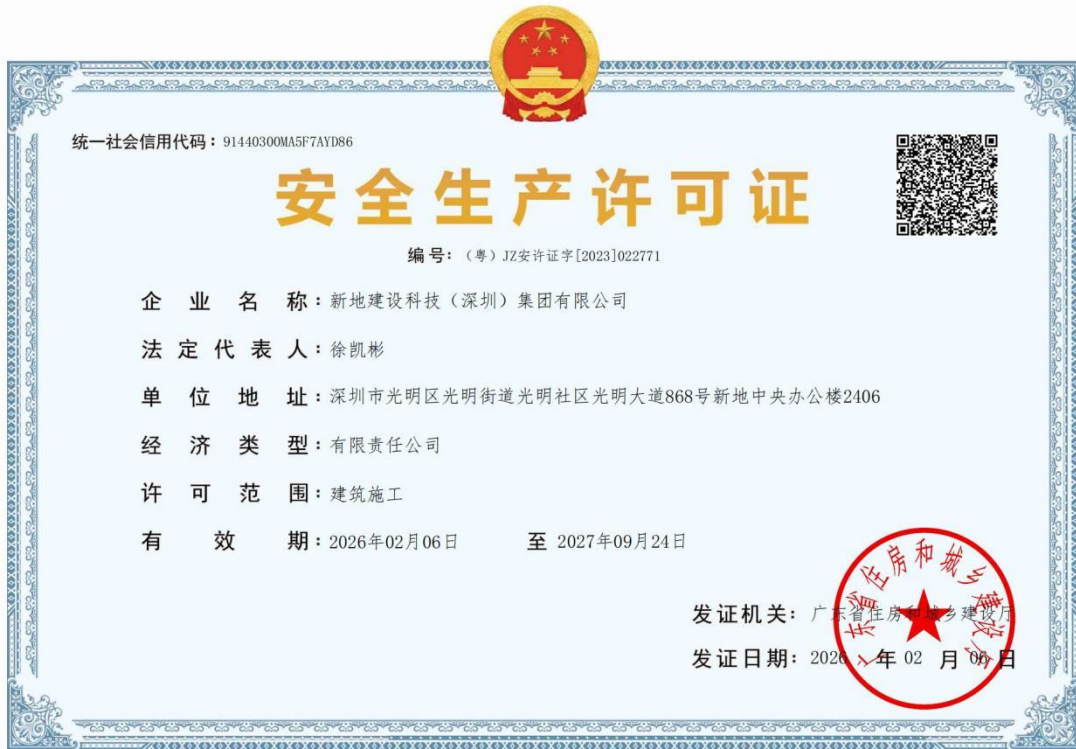 统一社会信用代码：91440300MA5F7AYD86
安全生产许可证
编号：（粤）JZ安许证字[2023]022771
企业名称：新地建设科技（深圳）集团有限公司
法定代表人：徐凯彬
单位地址：深圳市光明区光明街道光明社区光明大道868号新地中央办公楼2406
经济类型：有限责任公司
许可范围：建筑施工
有效期：2026年02月06日 至 2027年09月24日
广东省住房和城乡建设厅
发证机关：广东省住房和城乡建设厅
发证日期：2026年02月06日